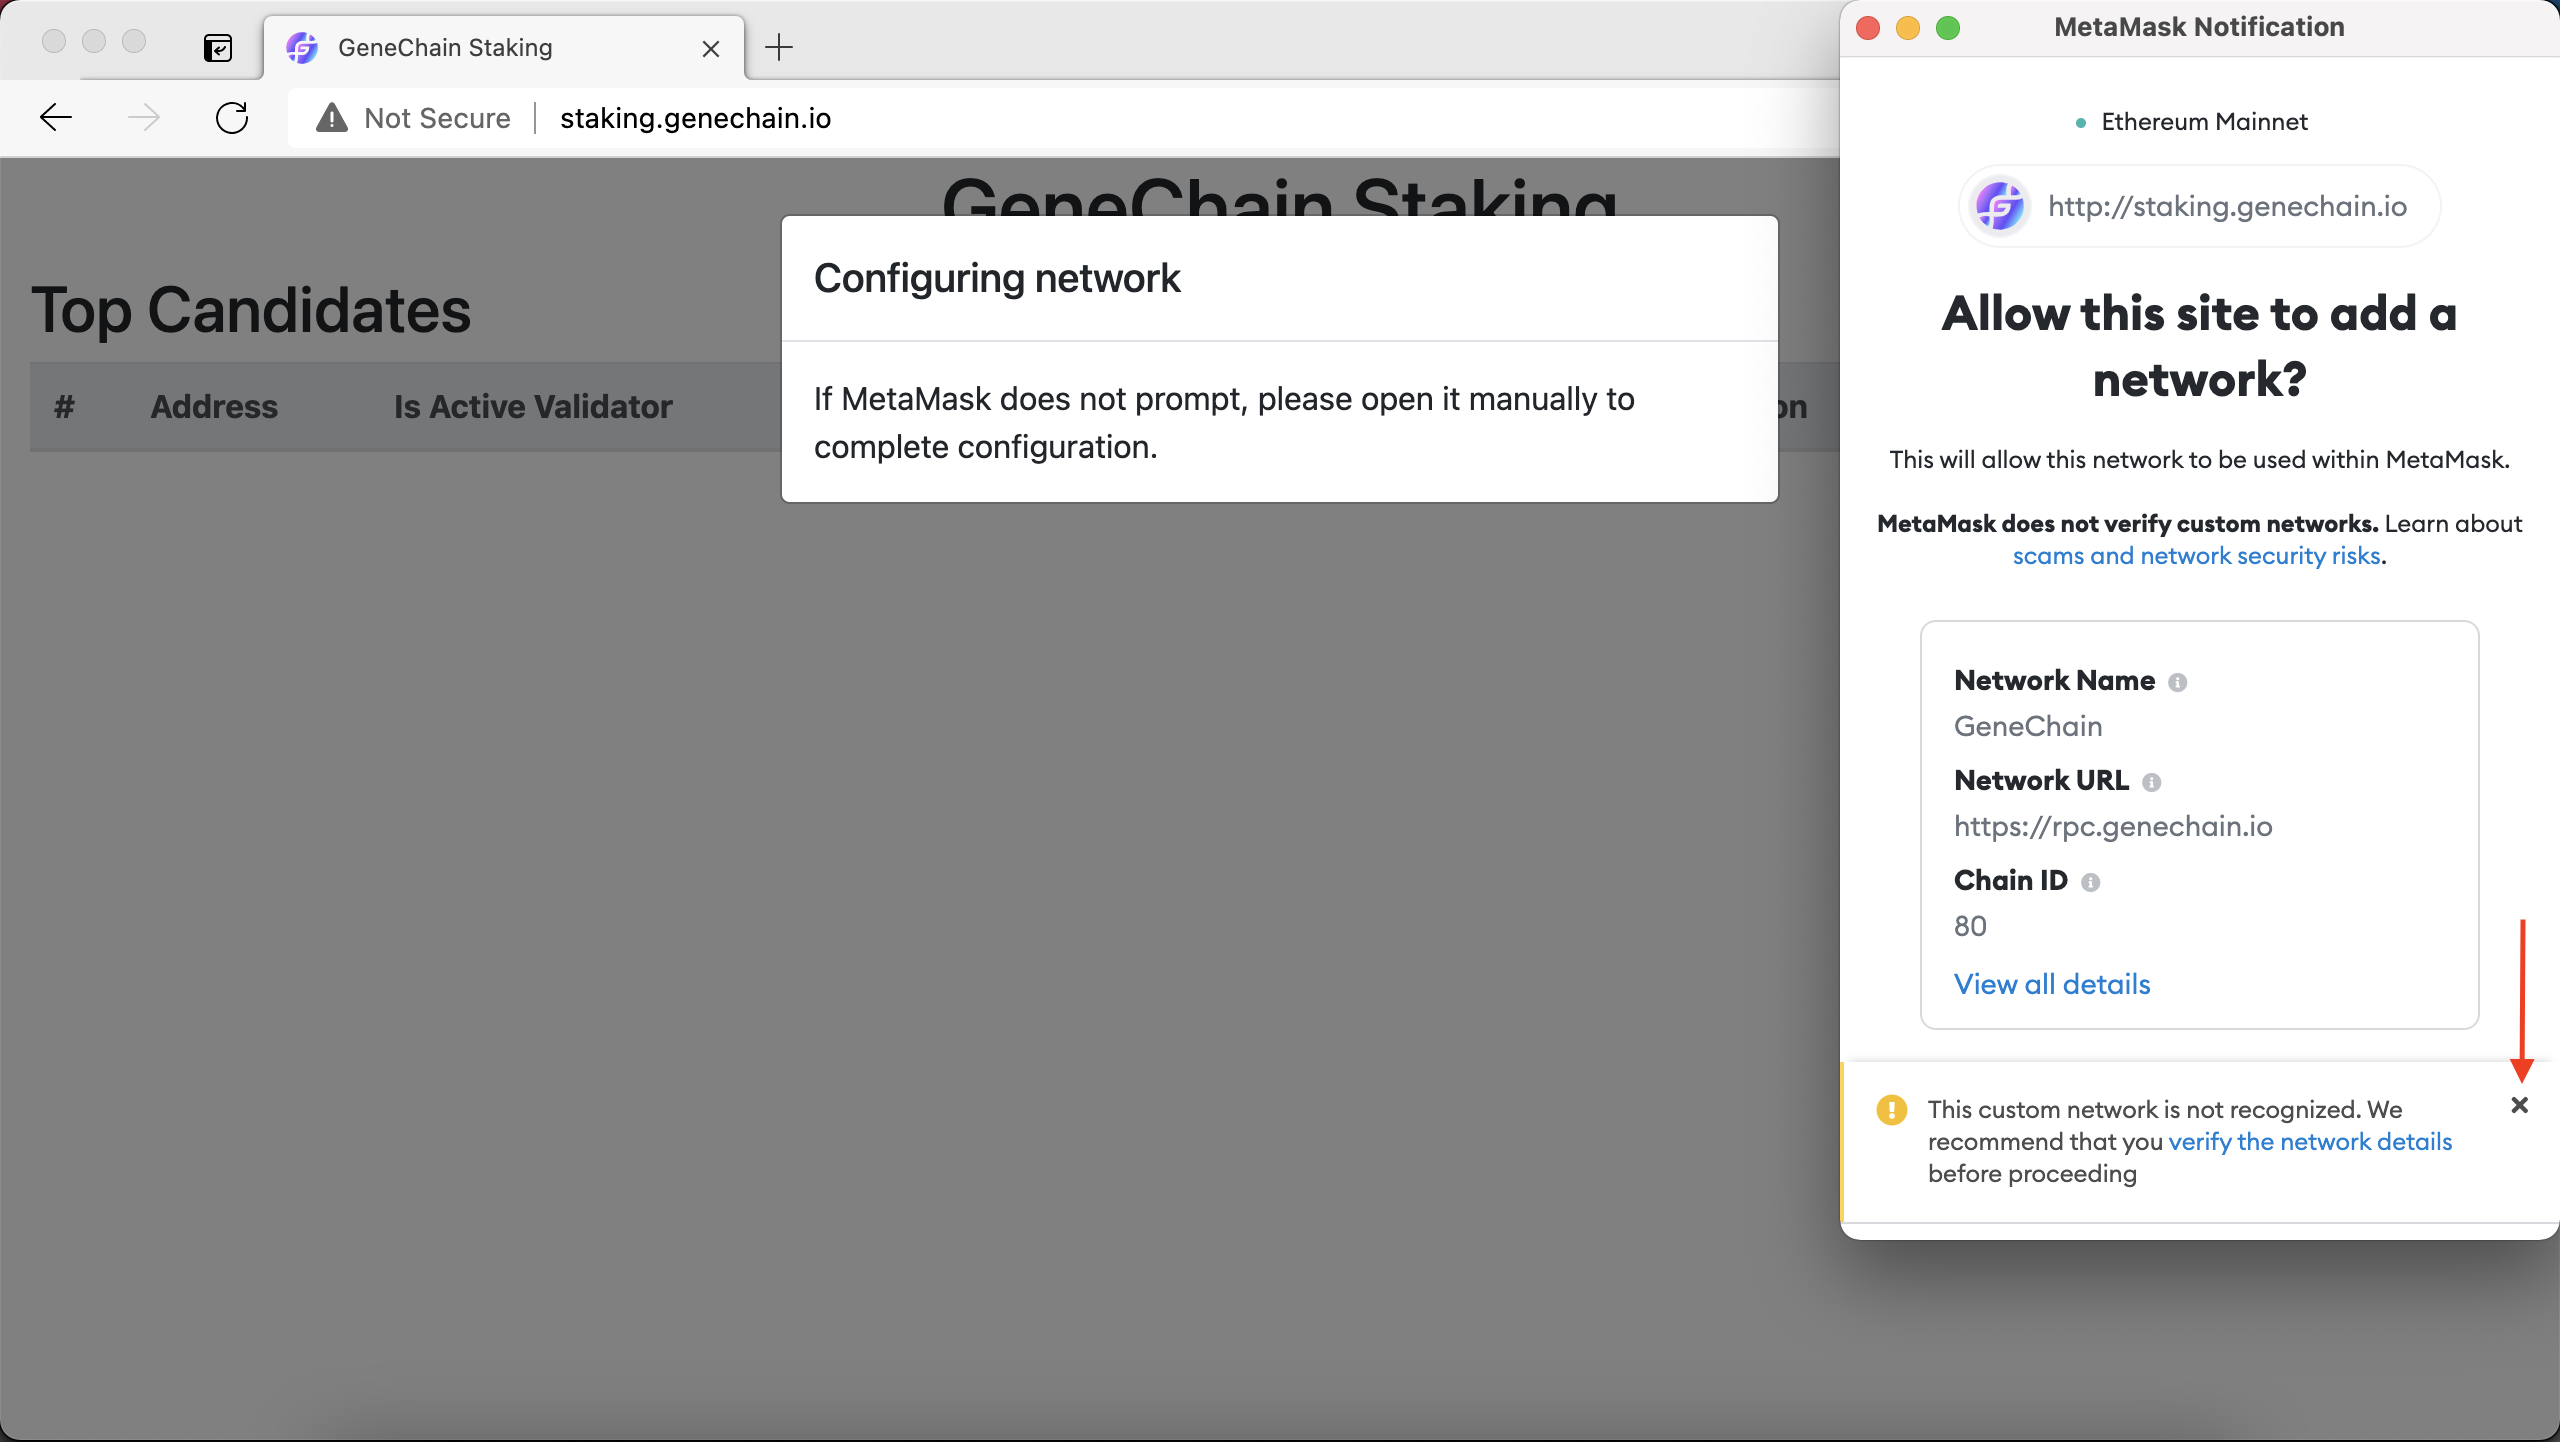 GeneChain Staking
Not Secure
staking.genechain.io
GeneChain Staking
Top Candidates
# Address Is Active Validator
Configuring network
If MetaMask does not prompt, please open it manually to
complete configuration.
MetaMask Notification
Ethereum Mainnet
http://staking.genechain.io
Allow this site to add a
network?
This will allow this network to be used within MetaMask.
MetaMask does not verify custom networks. Learn about
scams and network security risks.
Network Name
GeneChain
Network URL
https://rpc.genechain.io
Chain ID
80
View all details
This custom network is not recognized. We
recommend that you verify the network details
before proceeding